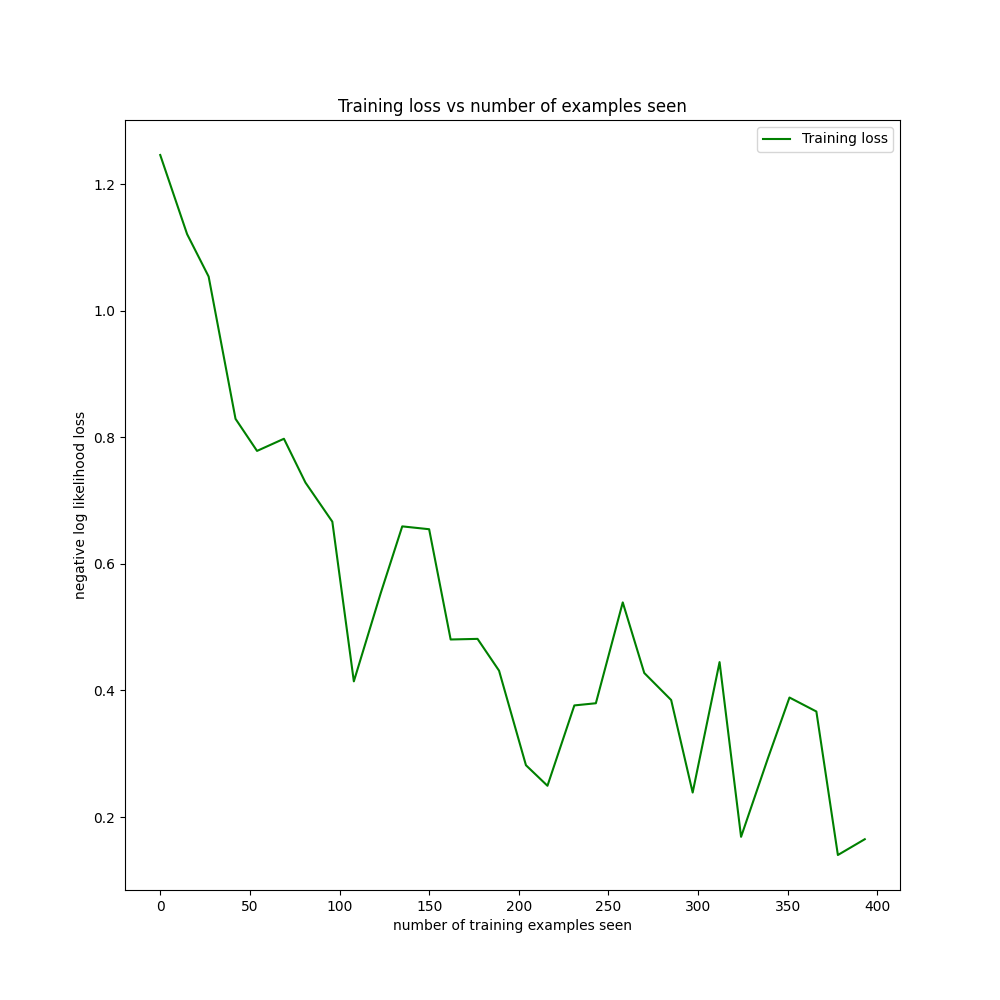 Training loss vs number of examples seen
Training loss
1.2
1.0
0.8
0.6
0.4
0.2
negative log likelihood loss
0 50 100 150 200 250 300 350 400
number of training examples seen